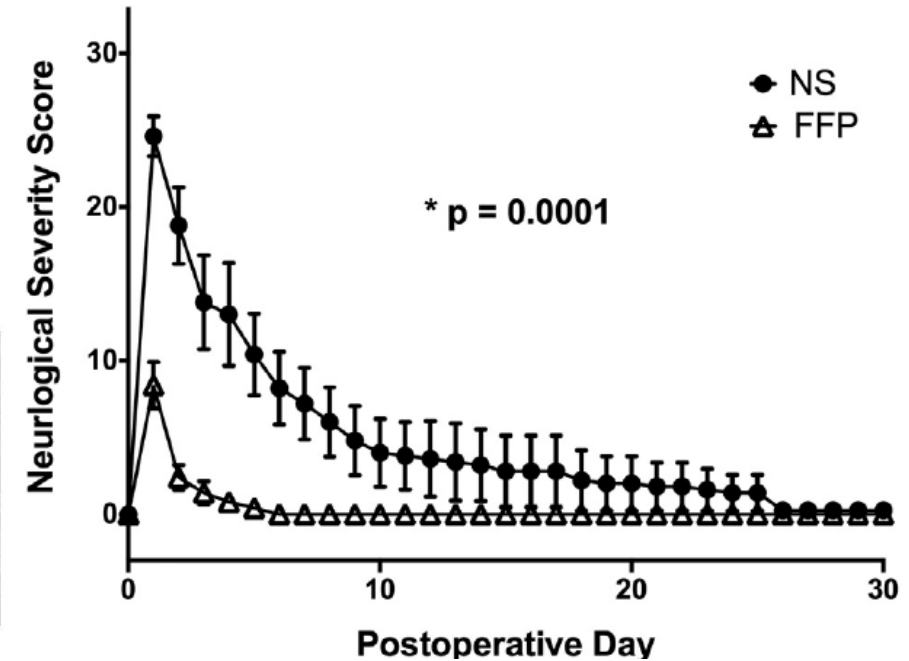 Neurlogical Severity Score
30
20
10
0
NS
FFP
* p = 0.0001
0 10 20 30
Postoperative Day